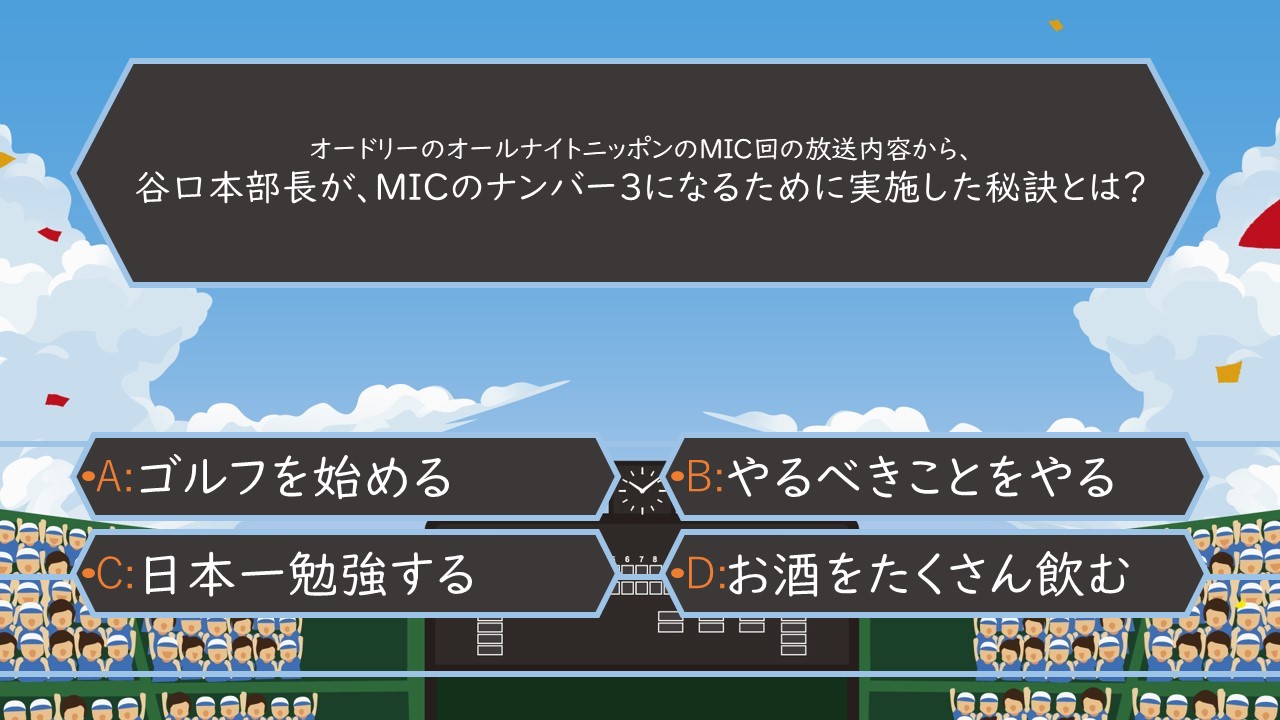 オードリーのオールナイトニッポンのMIC回の放送内容から、
谷口本部長が、MICのナンバー3になるために実施した秘訣とは？
•A:ゴルフを始める
•B:やるべきことをやる
•C:日本一勉強する
•D:お酒をたくさん飲む
6 7 8